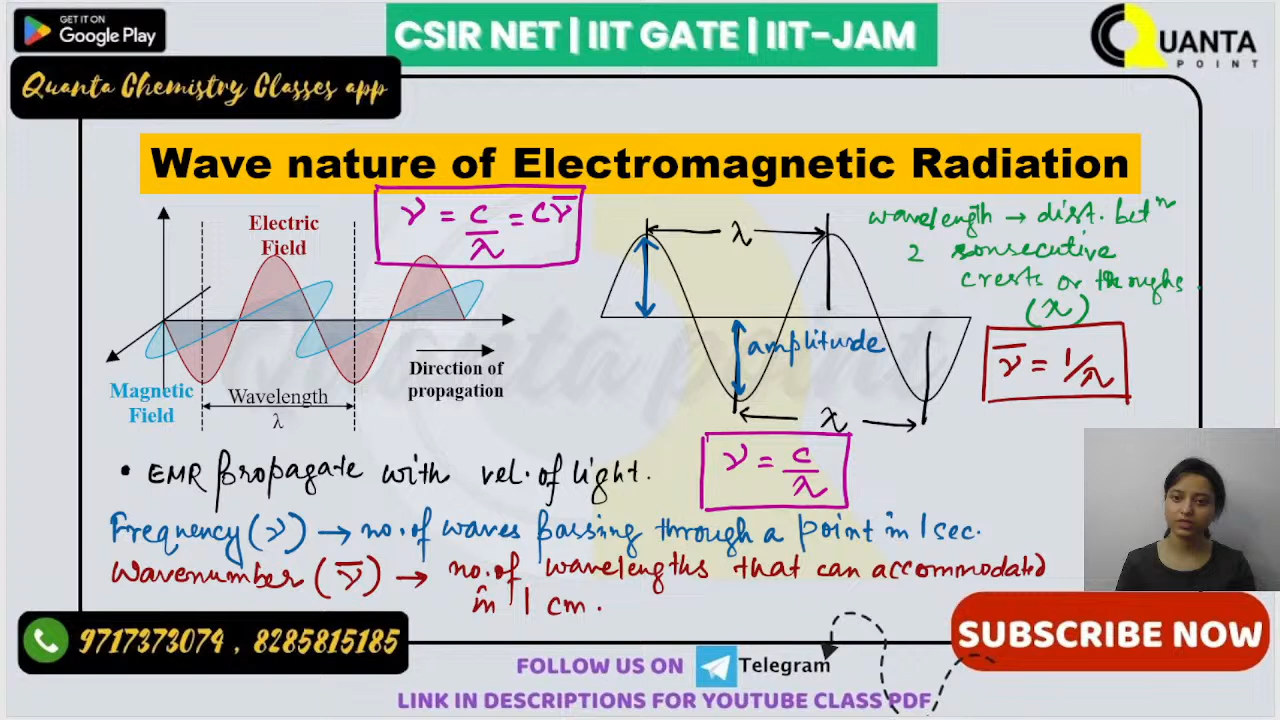 GET IT ON
Google Play
CSIR NET | IIT GATE | IIT-JAM
QUANTA
POINT
Quanta Chemistry Classes app
Wave nature of Electromagnetic Radiation
Electric
Field
ν = c/λ = cν̅
λ
wavelength → dist. betⁿ
2 consecutive
crests or throughs.
(λ)
amplitude
ν̅ = 1/λ
Direction of
propagation
Magnetic
Field
Wavelength
λ
λ
ν = c/λ
• EMR propagate with vel. of light.
Frequency (ν) → no. of waves passing through a point in 1 sec.
Wavenumber (ν̅) → no. of wavelengths that can accommodated
in 1 cm.
Quanta point
9717373074 , 8285815185
SUBSCRIBE NOW
FOLLOW US ON Telegram
LINK IN DESCRIPTIONS FOR YOUTUBE CLASS PDF